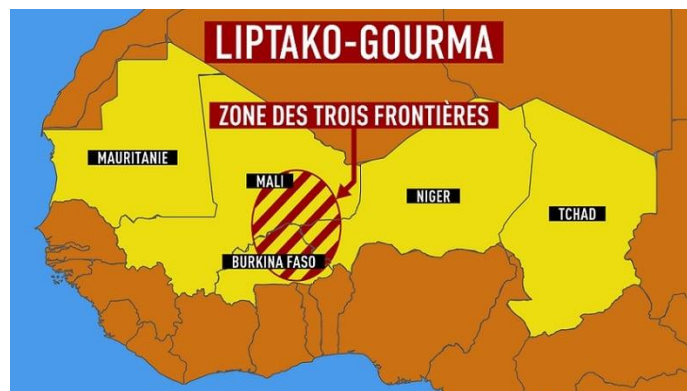 LIPTAKO-GOURMA
ZONE DES TROIS FRONTIÈRES
MAURITANIE
MALI
NIGER
TCHAD
BURKINA FASO